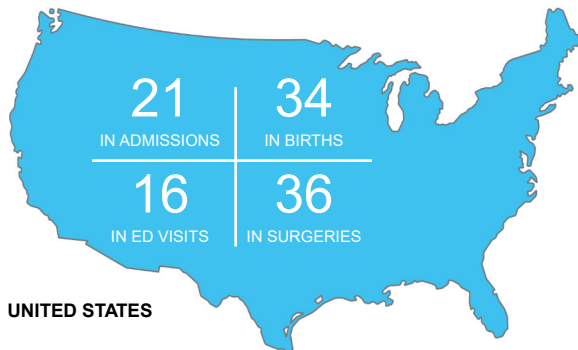 21
IN ADMISSIONS
34
IN BIRTHS
16
IN ED VISITS
36
IN SURGERIES
UNITED STATES